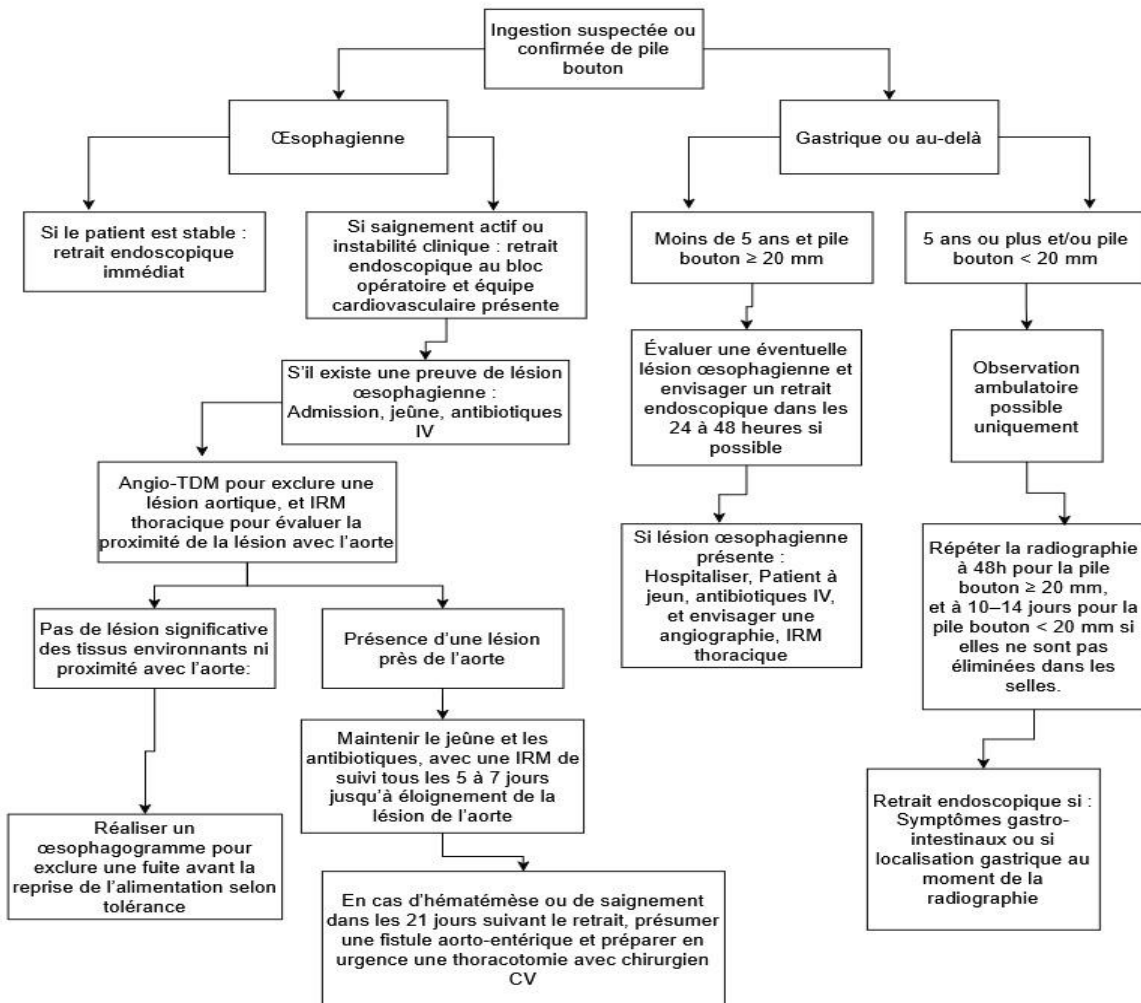 Ingestion suspectée ou
confirmée de pile
bouton
Œsophagienne
Gastrique ou au-delà
Si le patient est stable :
retrait endoscopique
immédiat
Si saignement actif ou
instabilité clinique : retrait
endoscopique au bloc
opératoire et équipe
cardiovasculaire présente
Moins de 5 ans et pile
bouton ≥ 20 mm
5 ans ou plus et/ou pile
bouton < 20 mm
S’il existe une preuve de lésion
œsophagienne :
Admission, jeûne, antibiotiques
IV
Évaluer une éventuelle
lésion œsophagienne et
envisager un retrait
endoscopique dans les
24 à 48 heures si
possible
Observation
ambulatoire
possible
uniquement
Angio-TDM pour exclure une
lésion aortique, et IRM
thoracique pour évaluer la
proximité de la lésion avec l’aorte
Si lésion œsophagienne
présente :
Hospitaliser, Patient à
jeun, antibiotiques IV,
et envisager une
angiographie, IRM
thoracique
Répéter la radiographie
à 48h pour la pile
bouton ≥ 20 mm,
et à 10–14 jours pour la
pile bouton < 20 mm si
elles ne sont pas
éliminées dans les
selles.
Pas de lésion significative
des tissus environnants ni
proximité avec l’aorte:
Présence d’une lésion
près de l’aorte
Maintenir le jeûne et les
antibiotiques, avec une IRM de
suivi tous les 5 à 7 jours
jusqu’à éloignement de la
lésion de l’aorte
Retrait endoscopique si :
Symptômes gastro-
intestinaux ou si
localisation gastrique au
moment de la
radiographie
Réaliser un
œsophagogramme pour
exclure une fuite avant la
reprise de l’alimentation selon
tolérance
En cas d'hématémèse ou de saignement
dans les 21 jours suivant le retrait, présumer
une fistule aorto-entérique et préparer en
urgence une thoracotomie avec chirurgien
CV